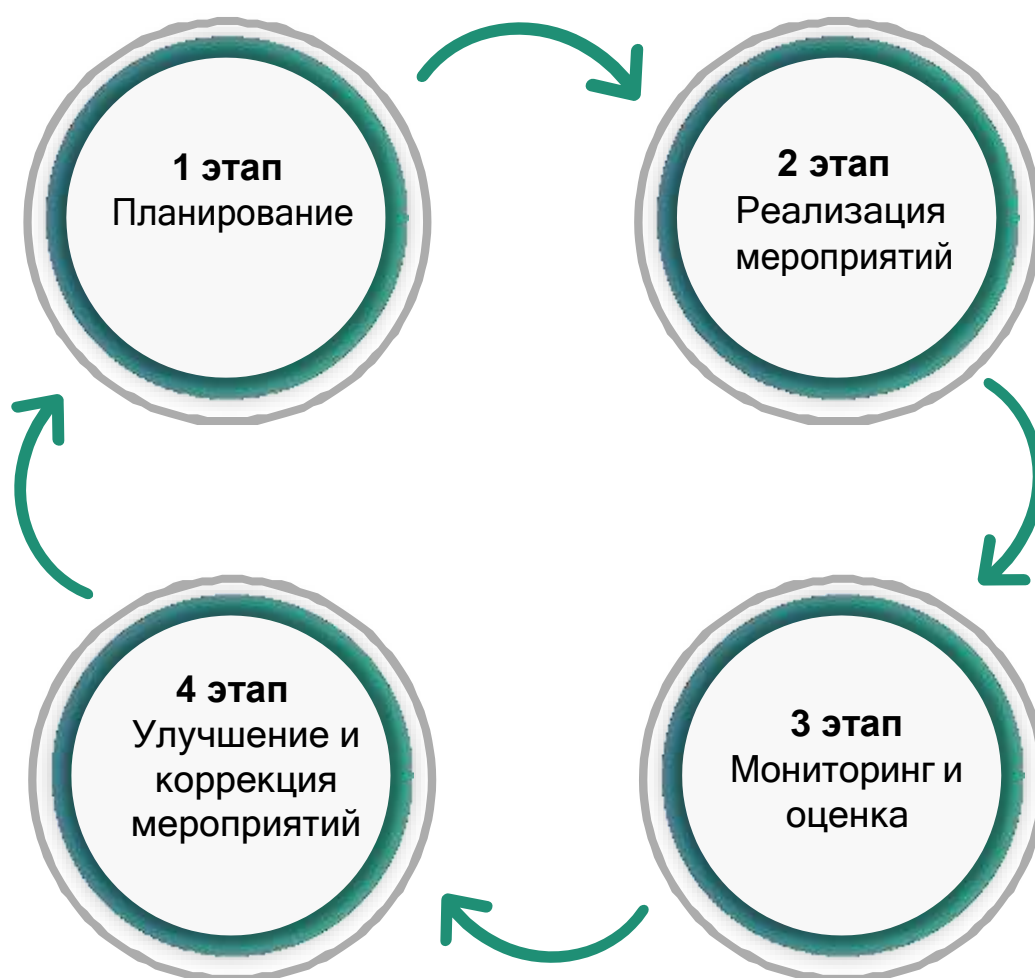 1 этап
Планирование
2 этап
Реализация
мероприятий
3 этап
Мониторинг и
оценка
4 этап
Улучшение и
коррекция
мероприятий